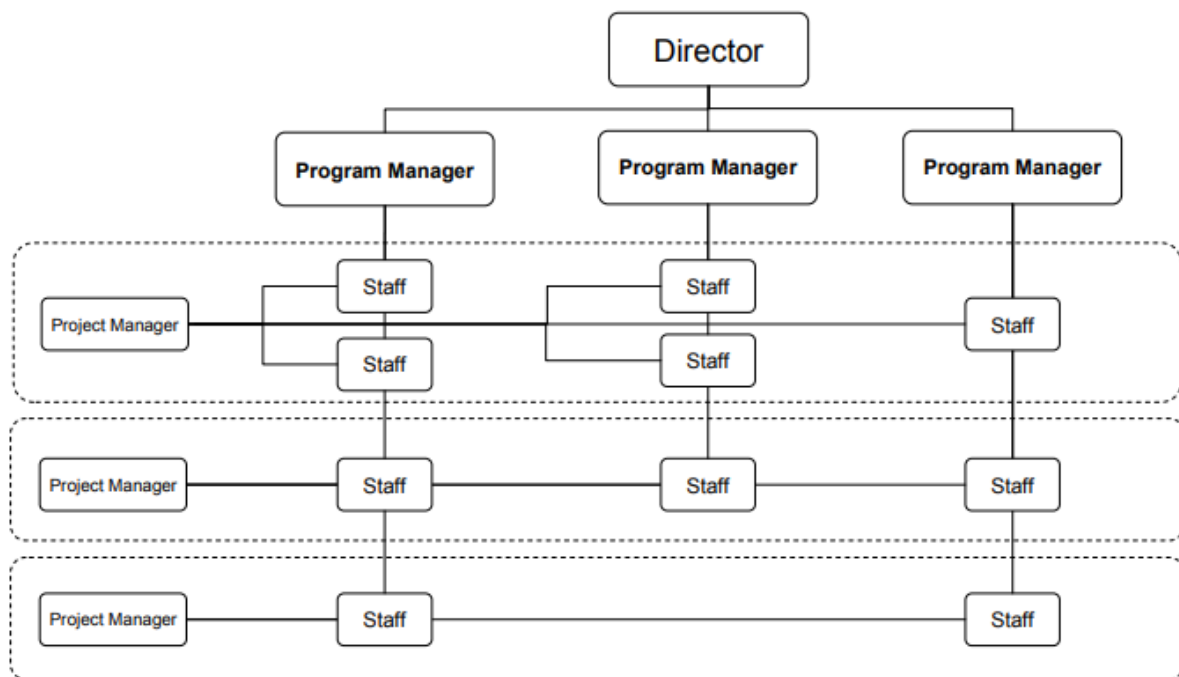 Director
Program Manager
Program Manager
Program Manager
Staff
Staff
Project Manager
Staff
Staff
Staff
Project Manager
Staff
Staff
Staff
Project Manager
Staff
Staff